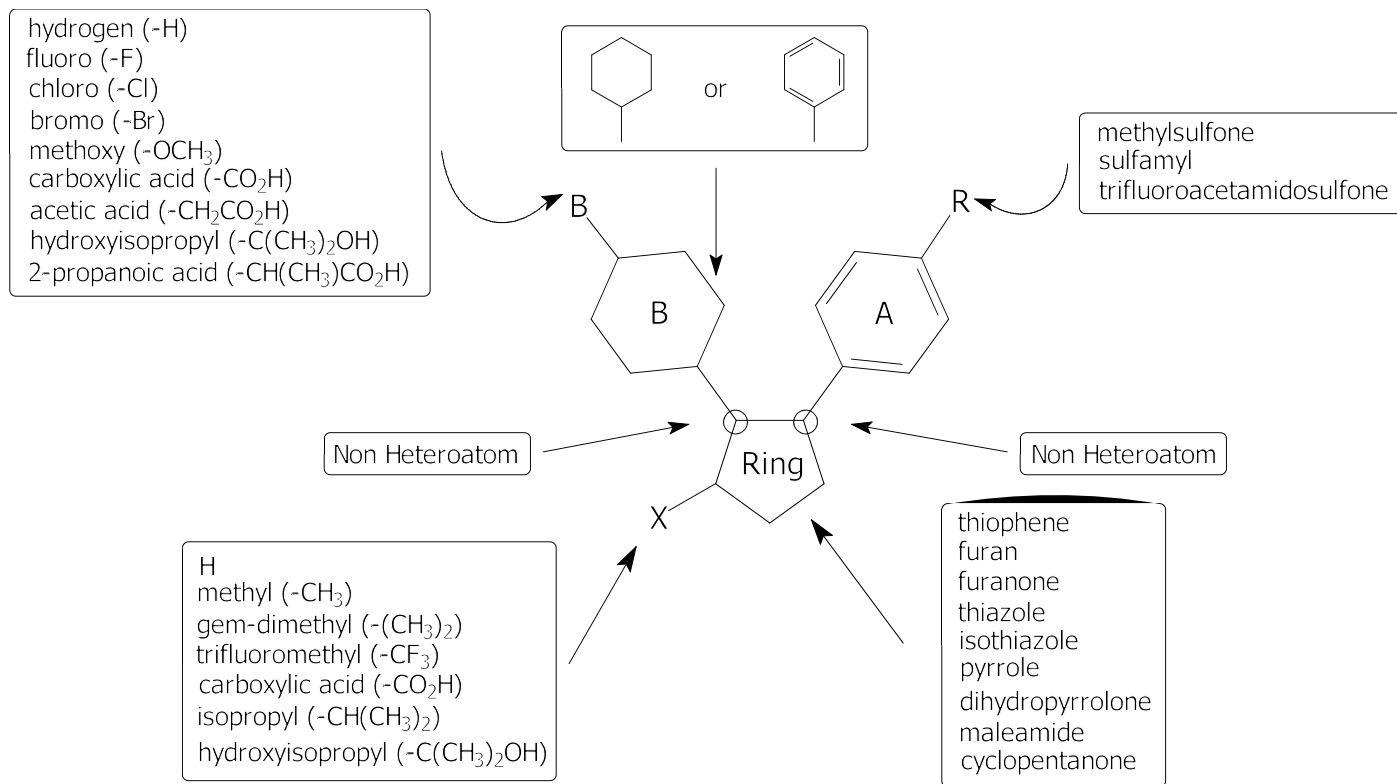 hydrogen (-H)
fluoro (-F)
chloro (-Cl)
bromo (-Br)
methoxy (-OCH₃)
carboxylic acid (-CO₂H)
acetic acid (-CH₂CO₂H)
hydroxyisopropyl (-C(CH₃)₂OH)
2-propanoic acid (-CH(CH₃)CO₂H)
or
methylsulfone
sulfamyl
trifluoroacetamidosulfone
B
R
B
A
Non Heteroatom
Non Heteroatom
Ring
X
H
methyl (-CH₃)
gem-dimethyl (-(CH₃)₂)
trifluoromethyl (-CF₃)
carboxylic acid (-CO₂H)
isopropyl (-CH(CH₃)₂)
hydroxyisopropyl (-C(CH₃)₂OH)
thiophene
furan
furanone
thiazole
isothiazole
pyrrole
dihydropyrrolone
maleamide
cyclopentanone